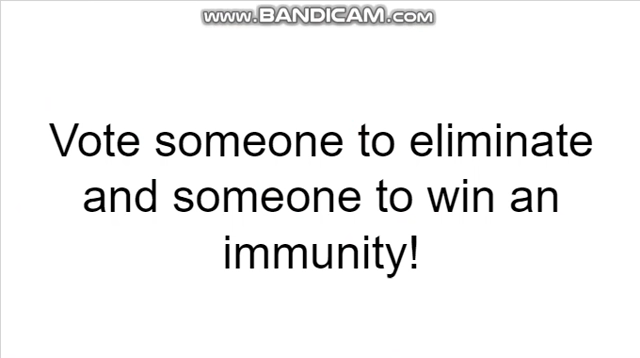 www.BANDICAM.com
Vote someone to eliminate
and someone to win an
immunity!